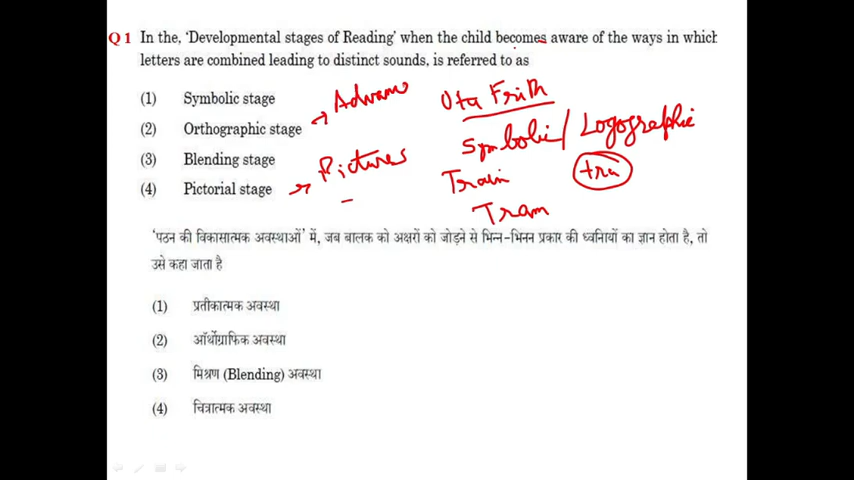 Q 1 In the, 'Developmental stages of Reading' when the child becomes aware of the ways in which
letters are combined leading to distinct sounds, is referred to as
(1) Symbolic stage
(2) Orthographic stage
(3) Blending stage
(4) Pictorial stage
Advance
Pictures
Uta Frith
Symbolic / Logographic
Train
tra
Tram
'पठन की विकासात्मक अवस्थाओं' में, जब बालक को अक्षरों को जोड़ने से भिन्न-भिनन प्रकार की ध्वनियों का ज्ञान होता है, तो
उसे कहा जाता है
(1) प्रतीकात्मक अवस्था
(2) ऑर्थोग्राफिक अवस्था
(3) मिश्रण (Blending) अवस्था
(4) चित्रात्मक अवस्था